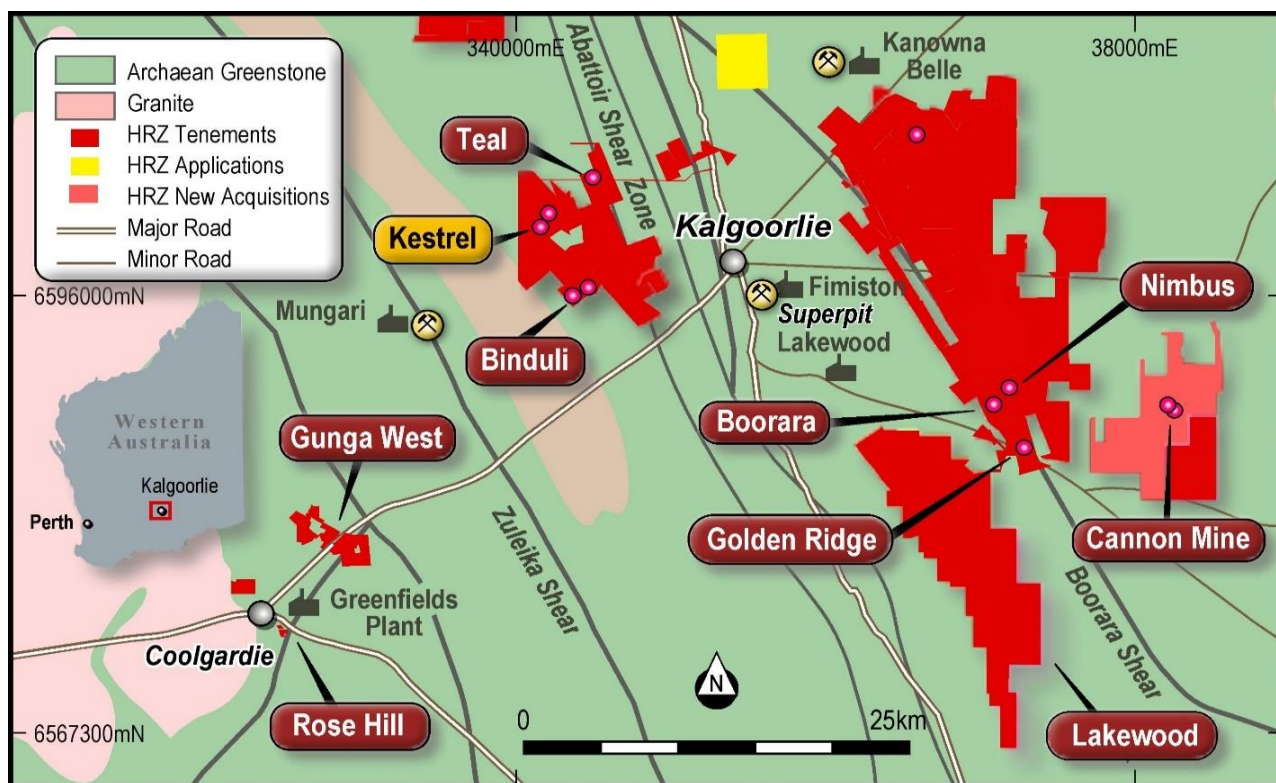 Archaean Greenstone
Granite
HRZ Tenements
HRZ Applications
HRZ New Acquisitions
Major Road
Minor Road
340000mE
38000mE
Abattoir Shear Zone
Kanowna
Belle
Teal
Kestrel
Kalgoorlie
6596000mN
Mungari
Fimiston
Superpit
Lakewood
Nimbus
Binduli
Western
Australia
Kalgoorlie
Perth
Gunga West
Boorara
Zuleika Shear
Golden Ridge
Cannon Mine
Boorara Shear
Greenfields
Plant
Coolgardie
Rose Hill
N
0
25km
Lakewood
6567300mN